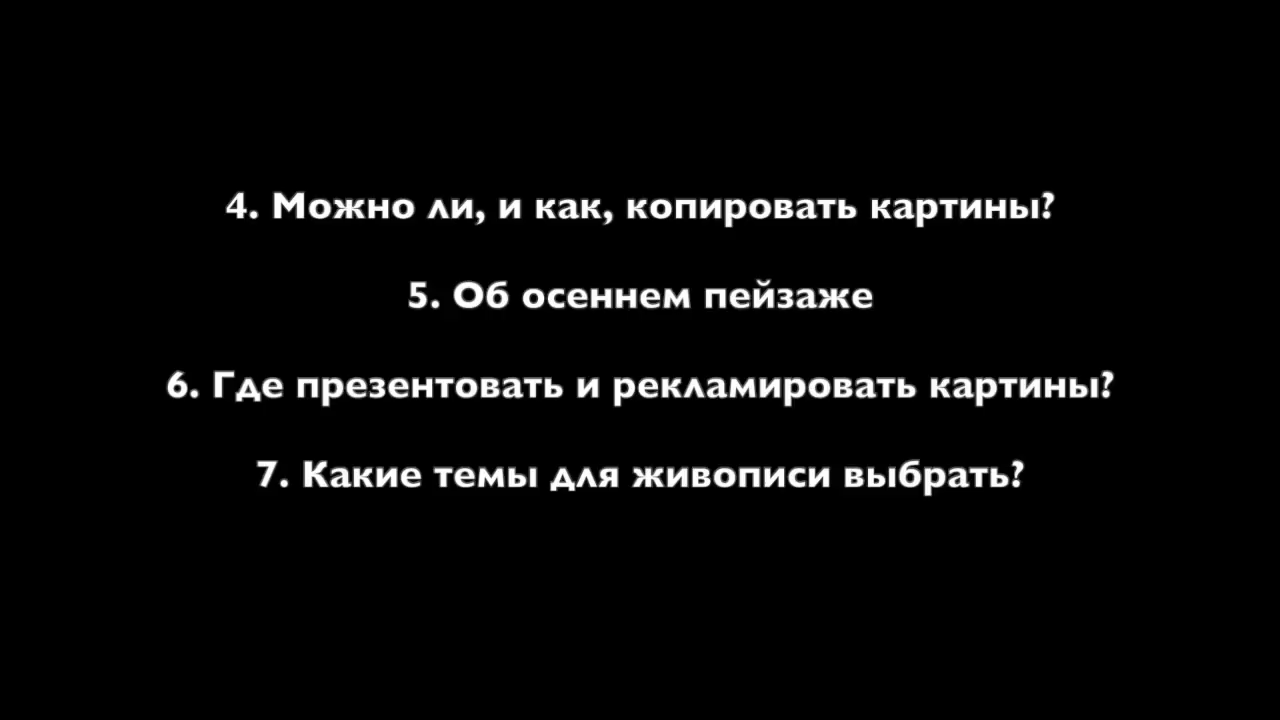 4. Можно ли, и как, копировать картины?
5. Об осеннем пейзаже
6. Где презентовать и рекламировать картины?
7. Какие темы для живописи выбрать?